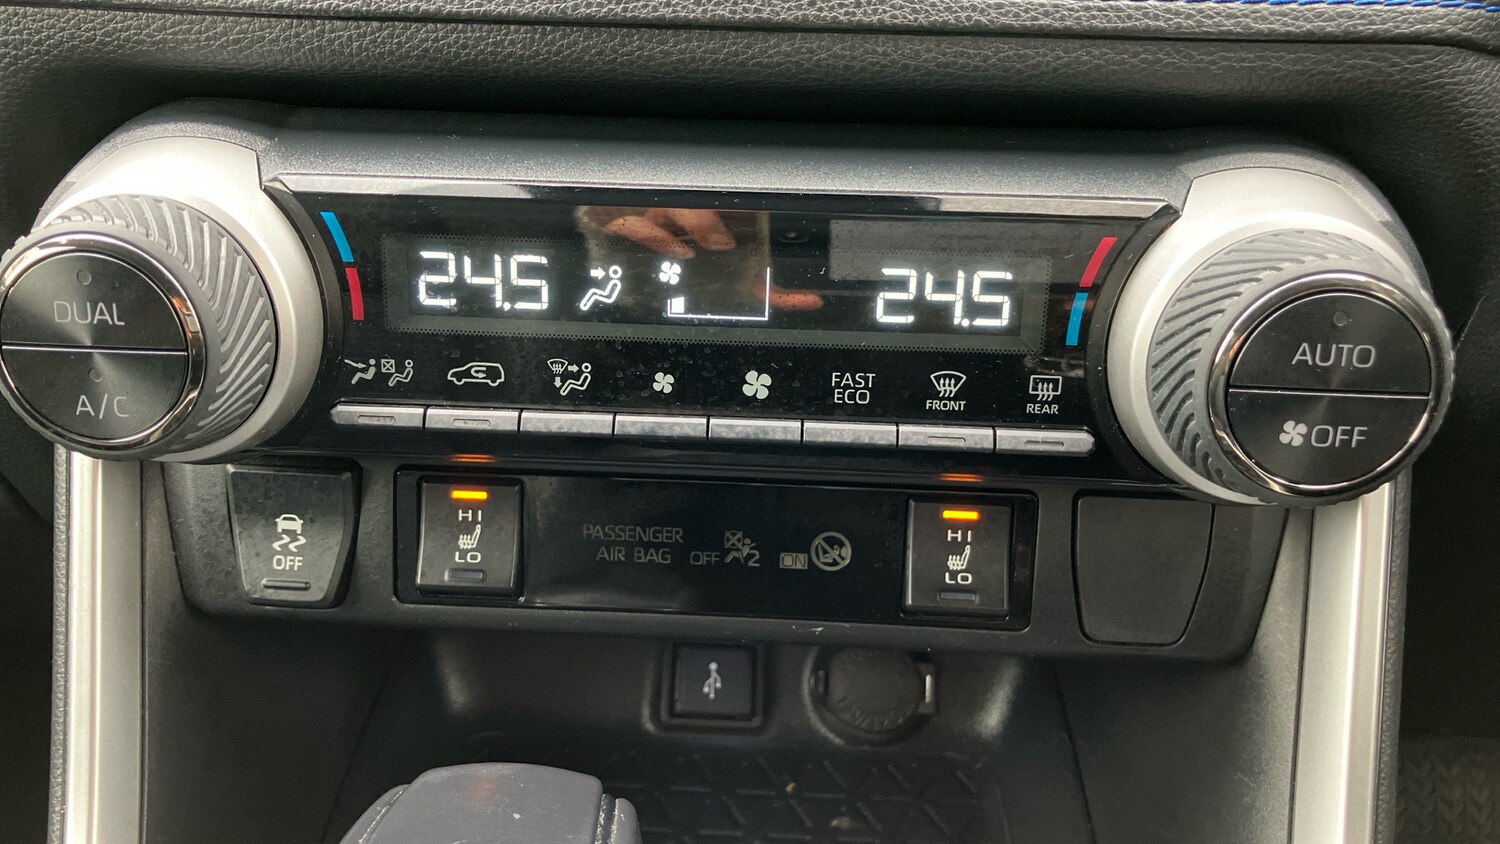 24.5
24.5
DUAL
A/C
FAST
ECO
FRONT
REAR
AUTO
OFF
OFF
HI
LO
PASSENGER
AIR BAG
OFF
2
ON
HI
LO